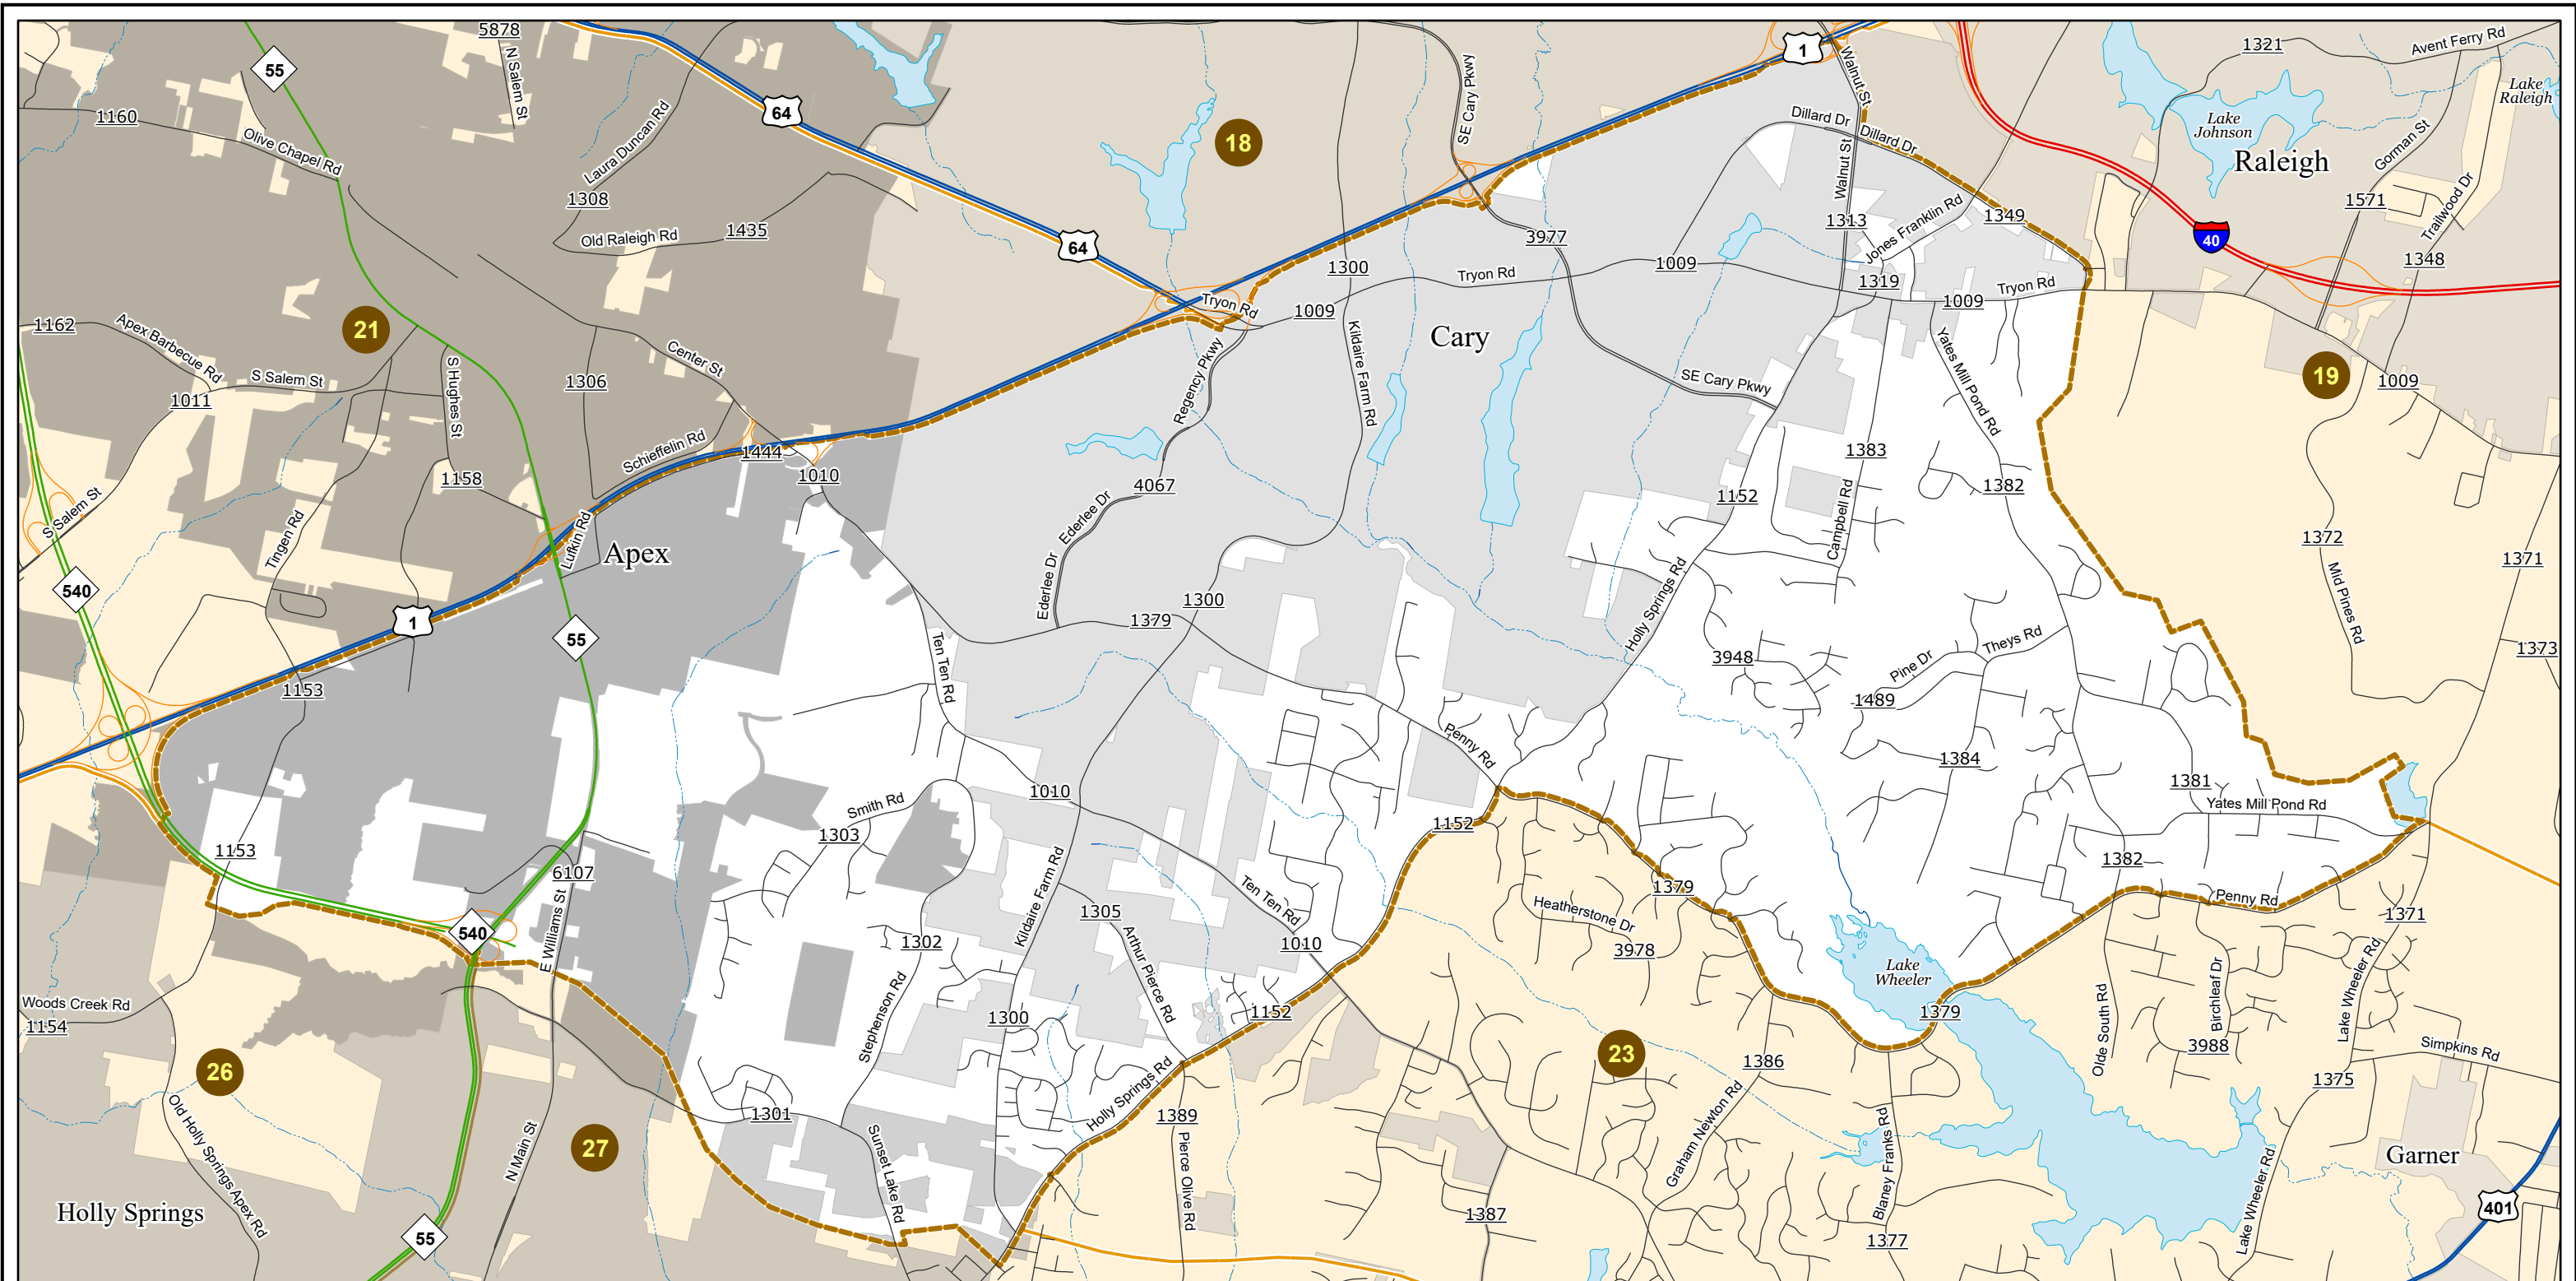 5878
N Salem St
55
1160
Olive Chapel Rd
Laura Duncan Rd
1308
Old Raleigh Rd
1435
64
18
SE Cary Pkwy
1
Walnut St
Dillard Dr
Dillard Dr
Walnut St
1313
Jones Franklin Rd
1349
1319
1321
Avent Ferry Rd
Lake
Raleigh
Lake
Johnson
Raleigh
Gorman St
1571
Trailwood Dr
1348
40
64
3977
1300
Tryon Rd
1009
1009
Tryon Rd
1009
Tryon Rd
1162
Apex Barbecue Rd
21
S Salem St
1011
S Hughes St
1306
Center St
Schieffelin Rd
1444
1010
1158
Regency Pkwy
Kildaire Farm Rd
Cary
SE Cary Pkwy
Yates Mill Pond Rd
19
1009
S Salem St
Tingen Rd
Lufkin Rd
Apex
4067
Ederlee Dr
Ederlee Dr
1383
1152
Campbell Rd
1382
1372
1371
Mid Pines Rd
1373
540
1
55
1300
1379
Ten Ten Rd
Holly Springs Rd
3948
Pine Dr
Theys Rd
1489
1153
Penny Rd
1384
1381
Yates Mill Pond Rd
1010
Smith Rd
1303
1152
1153
6107
1382
E Williams St
540
Kildaire Farm Rd
1305
Arthur Pierce Rd
Ten Ten Rd
1010
1302
Heatherstone Dr
3978
1379
Penny Rd
1371
Lake
Wheeler
Lake Wheeler Rd
Woods Creek Rd
1154
Stephenson Rd
1300
1152
1379
Olde South Rd
Birchleaf Dr
3988
Simpkins Rd
1375
26
23
1386
Old Holly Springs Apex Rd
27
N Main St
1301
Sunset Lake Rd
Holly Springs Rd
1389
Pierce Olive Rd
Graham Newton Rd
Blaney Franks Rd
1387
1377
Lake Wheeler Rd
Garner
401
Holly Springs
55